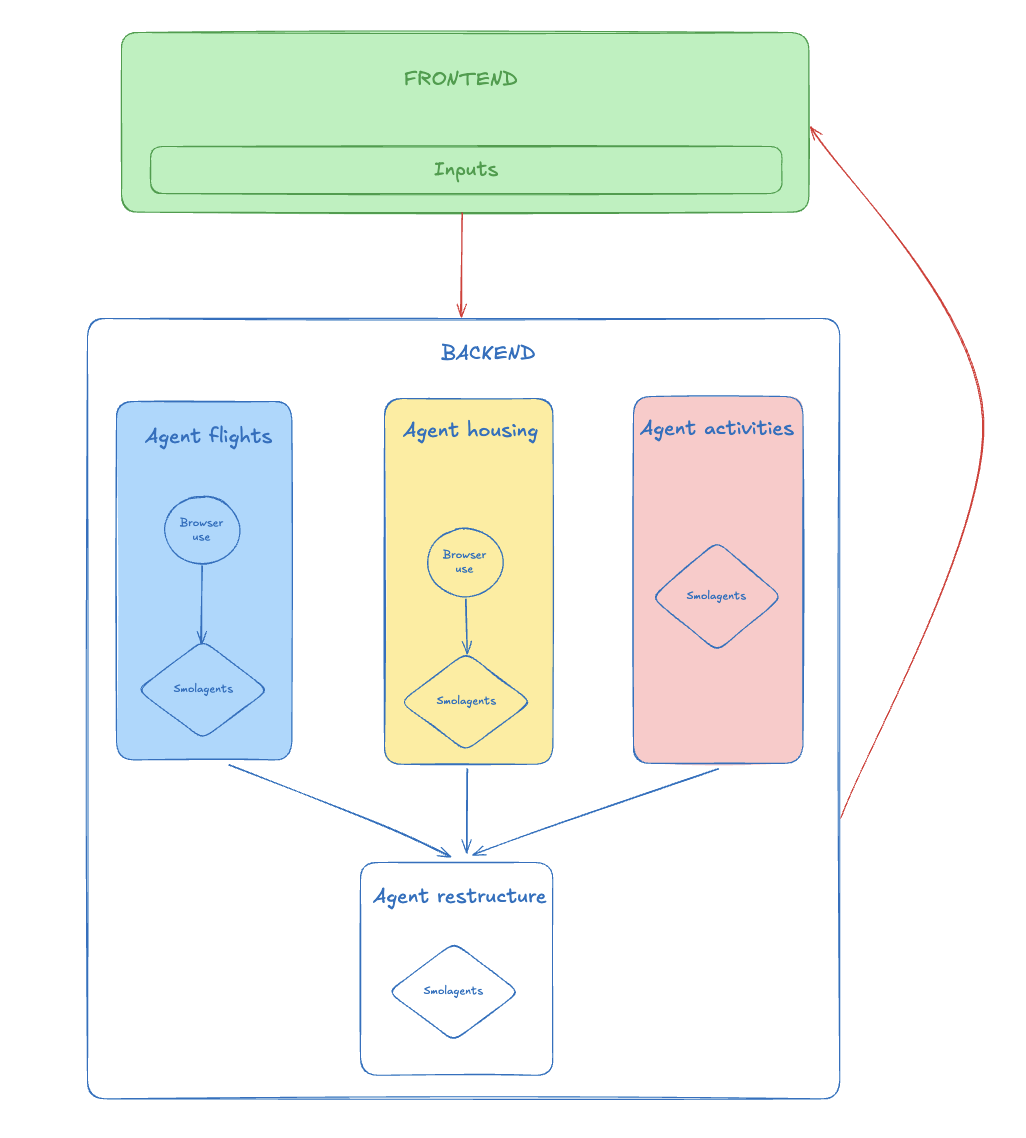 FRONTEND
Inputs
BACKEND
Agent flights
Browser
use
Smolagents
Agent housing
Browser
use
Smolagents
Agent activities
Smolagents
Agent restructure
Smolagents